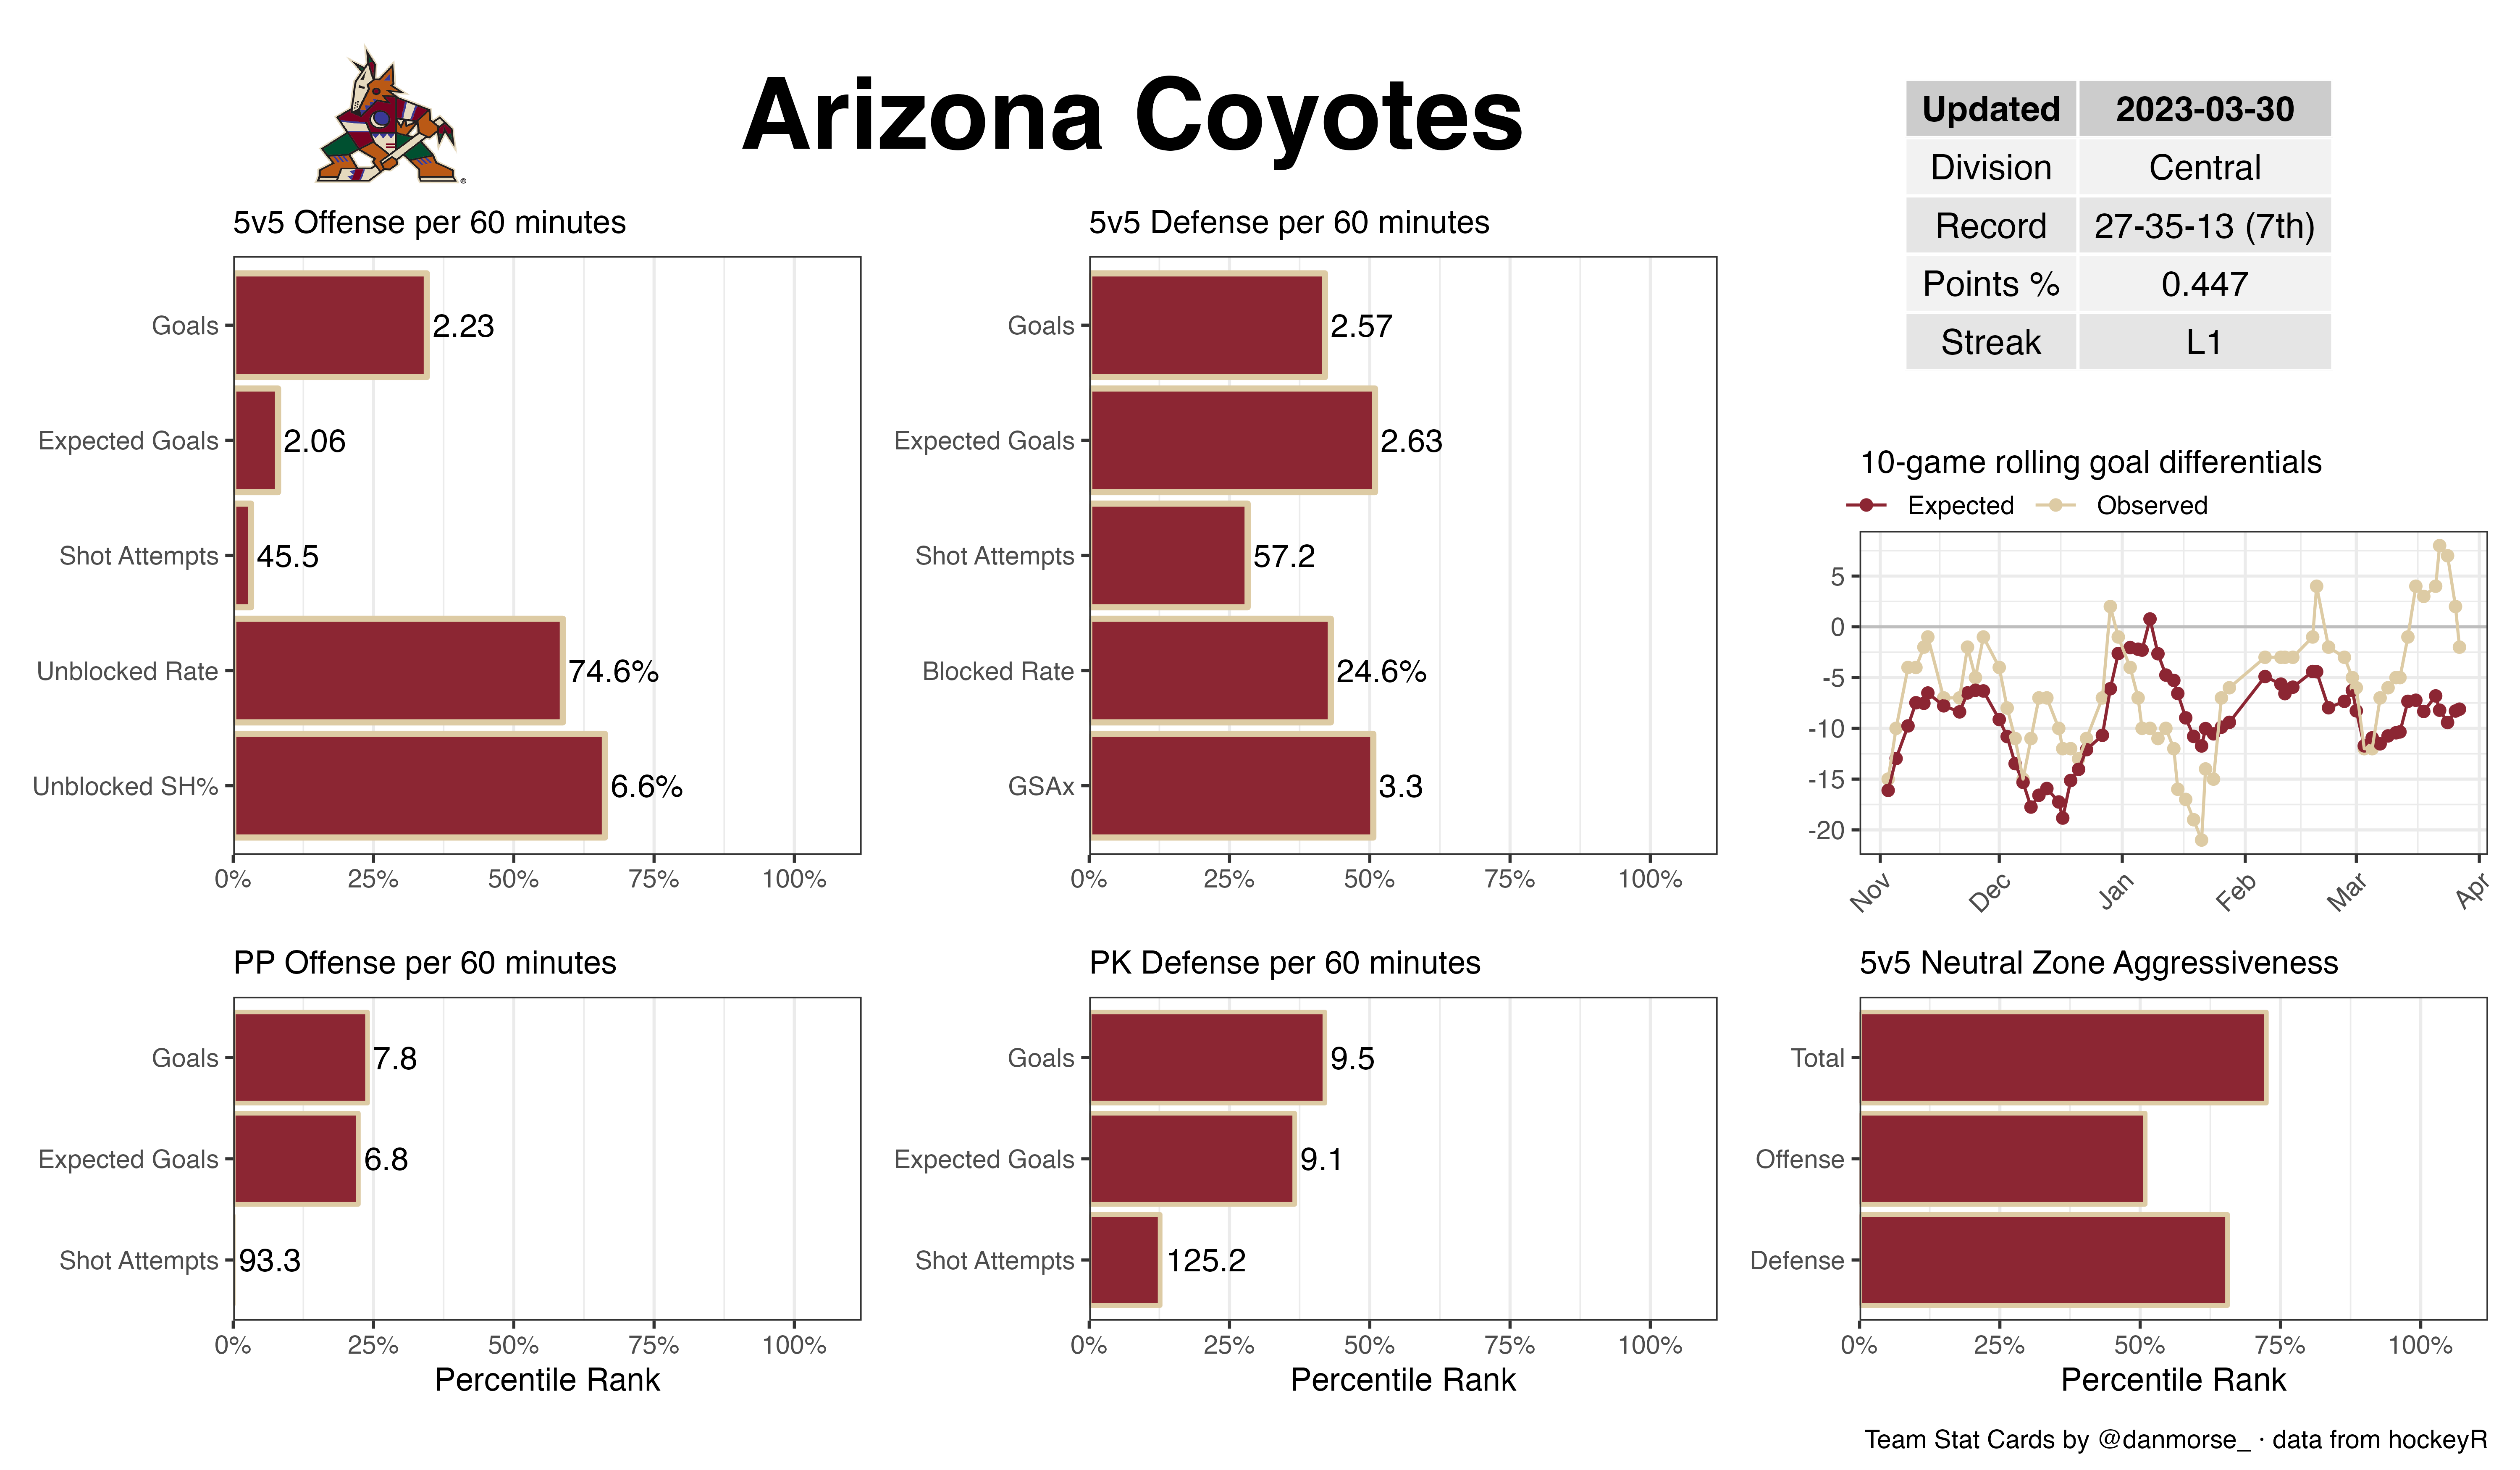 Arizona Coyotes
Updated 2023-03-30
Division Central
Record 27-35-13 (7th)
Points % 0.447
Streak L1
5v5 Offense per 60 minutes
Goals 2.23
Expected Goals 2.06
Shot Attempts 45.5
Unblocked Rate 74.6%
Unblocked SH% 6.6%
0% 25% 50% 75% 100%
5v5 Defense per 60 minutes
Goals 2.57
Expected Goals 2.63
Shot Attempts 57.2
Blocked Rate 24.6%
GSAx 3.3
0% 25% 50% 75% 100%
10-game rolling goal differentials
Expected Observed
5
0
-5
-10
-15
-20
Nov Dec Jan Feb Mar Apr
PP Offense per 60 minutes
Goals 7.8
Expected Goals 6.8
Shot Attempts 93.3
0% 25% 50% 75% 100%
Percentile Rank
PK Defense per 60 minutes
Goals 9.5
Expected Goals 9.1
Shot Attempts 125.2
0% 25% 50% 75% 100%
Percentile Rank
5v5 Neutral Zone Aggressiveness
Total
Offense
Defense
0% 25% 50% 75% 100%
Percentile Rank
Team Stat Cards by @danmorse_ · data from hockeyR